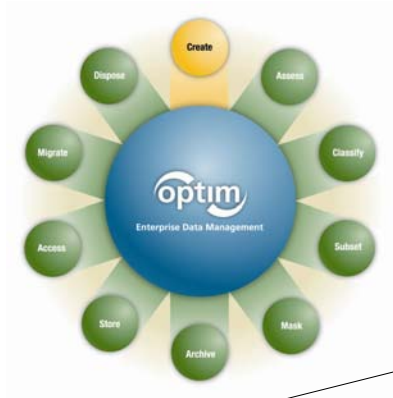 Create
Assess
Classify
Subset
Mask
Archive
Store
Access
Migrate
Dispose
optim
Enterprise Data Management